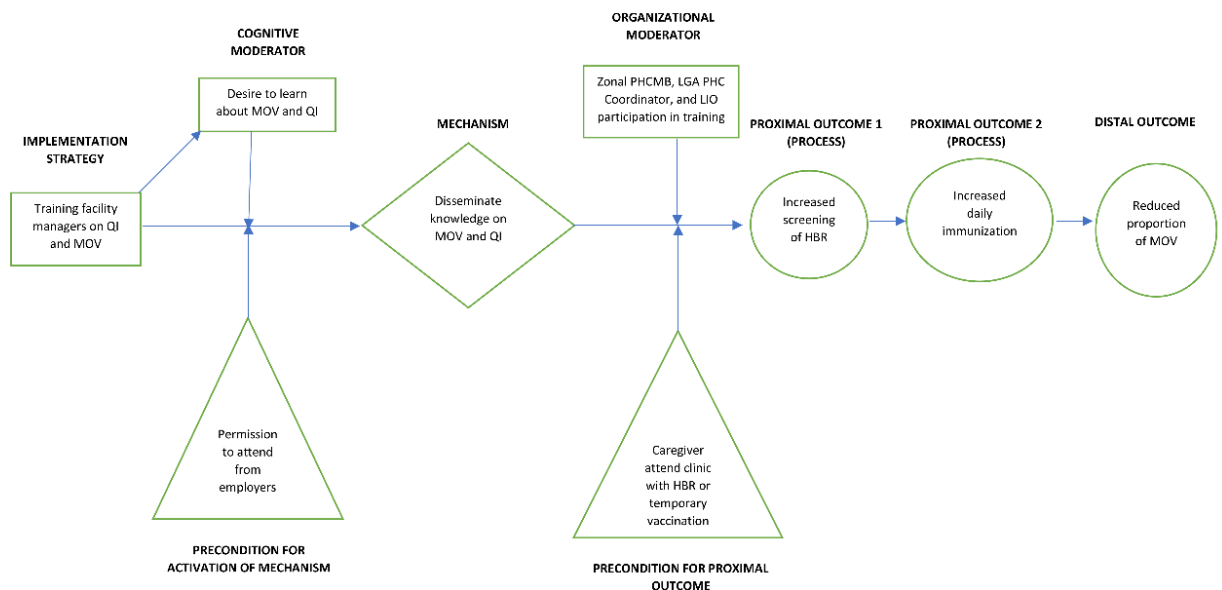 COGNITIVE
MODERATOR
Desire to learn
about MOV and QI
IMPLEMENTATION
STRATEGY
Training facility
managers on QI
and MOV
MECHANISM
Disseminate
knowledge on
MOV and QI
ORGANIZATIONAL
MODERATOR
Zonal PHCMB, LGA PHC
Coordinator, and LIO
participation in training
PROXIMAL OUTCOME 1
(PROCESS)
Increased
screening
of HBR
PROXIMAL OUTCOME 2
(PROCESS)
Increased
daily
immunization
DISTAL OUTCOME
Reduced
proportion
of MOV
Permission
to attend
from
employers
PRECONDITION FOR
ACTIVATION OF MECHANISM
Caregiver
attend clinic
with HBR or
temporary
vaccination
PRECONDITION FOR PROXIMAL
OUTCOME